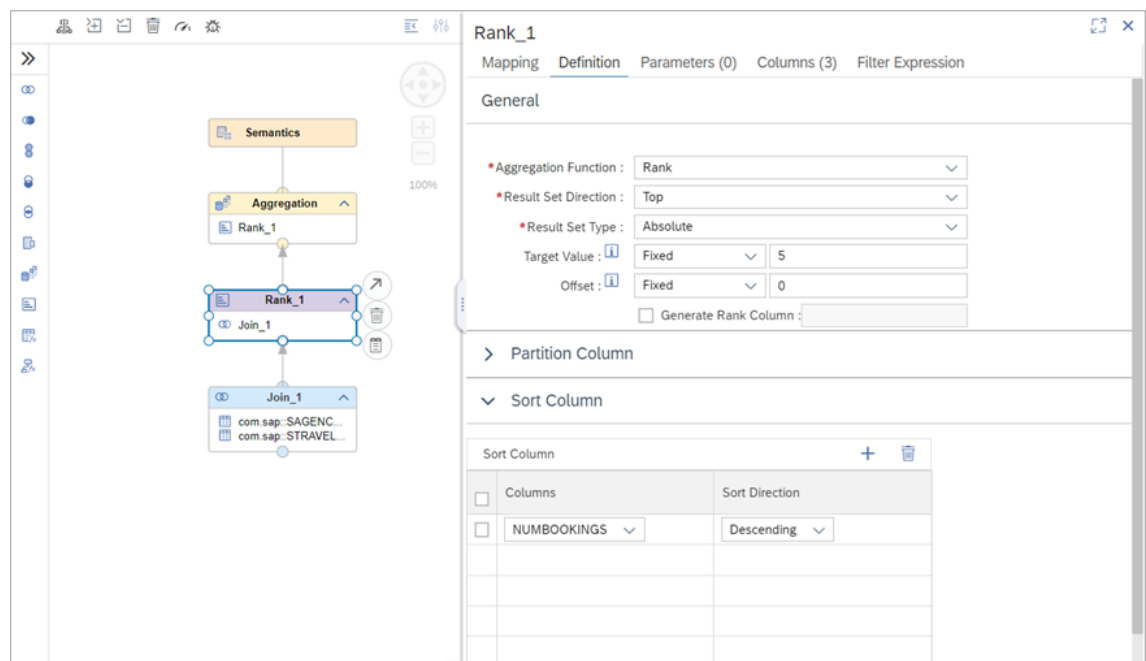 Rank_1
Mapping Definition Parameters (0) Columns (3) Filter Expression
General
Semantics
100%
Aggregation
Rank_1
Rank_1
Join_1
Join_1
com.sap::SAGENC...
com.sap::STRAVEL...
*Aggregation Function : Rank
*Result Set Direction : Top
*Result Set Type : Absolute
Target Value : Fixed 5
Offset : Fixed 0
Generate Rank Column :
Partition Column
Sort Column
Sort Column
Columns Sort Direction
NUMBOOKINGS Descending